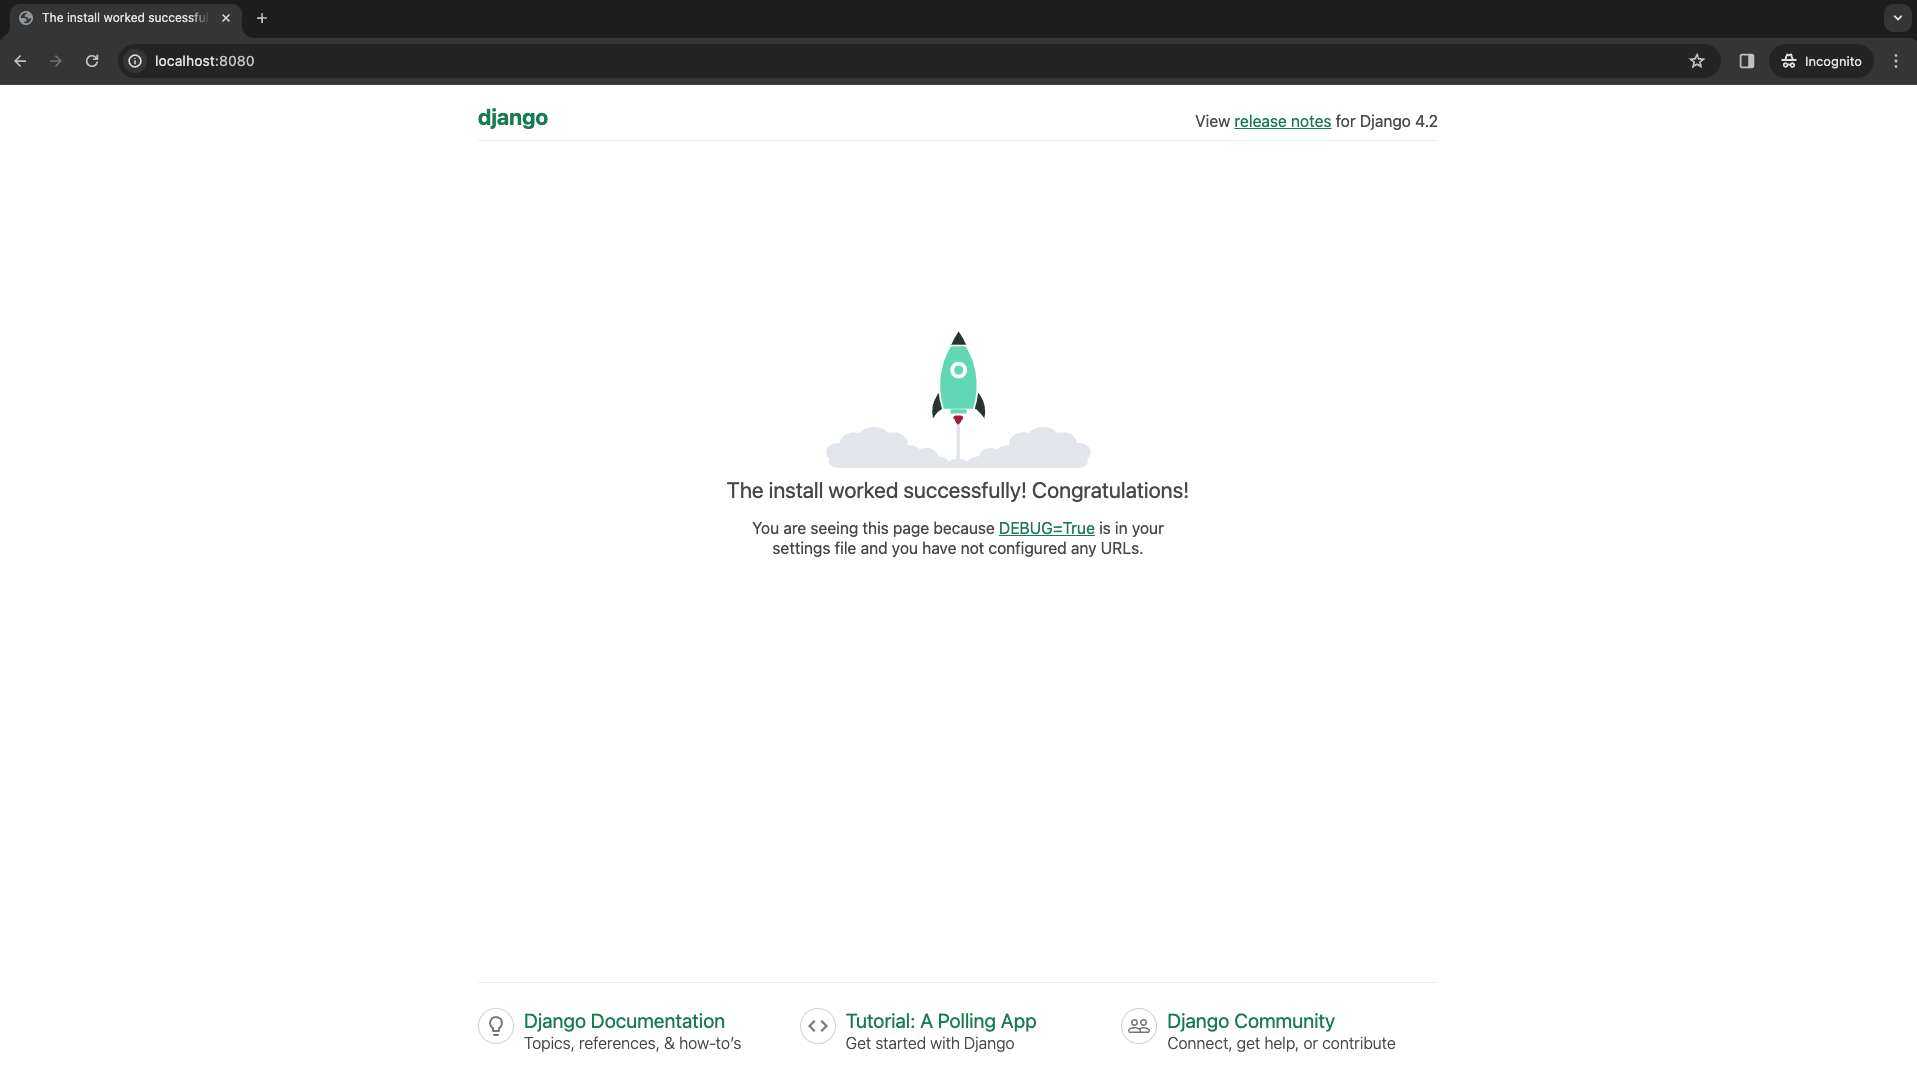 The install worked successfu
localhost:8080
Incognito
django
View release notes for Django 4.2
The install worked successfully! Congratulations!
You are seeing this page because DEBUG=True is in your
settings file and you have not configured any URLs.
Django Documentation
Topics, references, & how-to’s
Tutorial: A Polling App
Get started with Django
Django Community
Connect, get help, or contribute